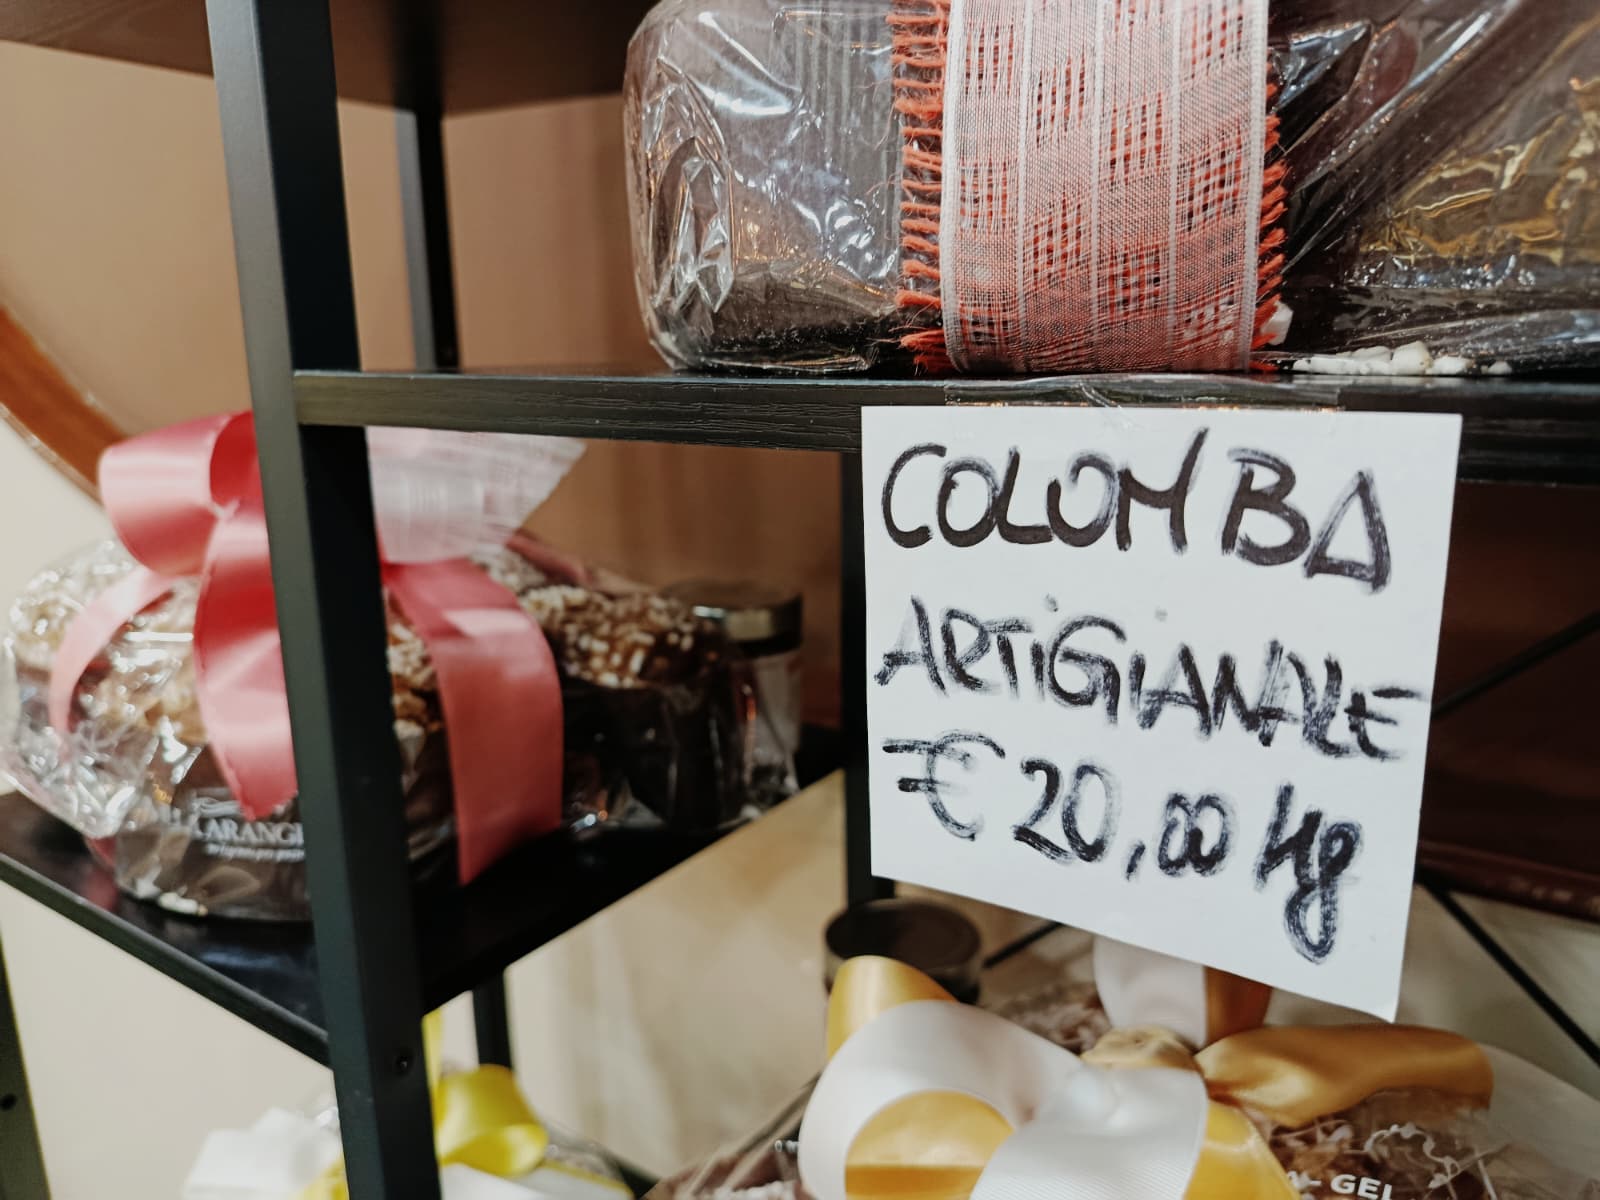 COLOMBA
ARTiGiANALE
€ 20,00 Kg